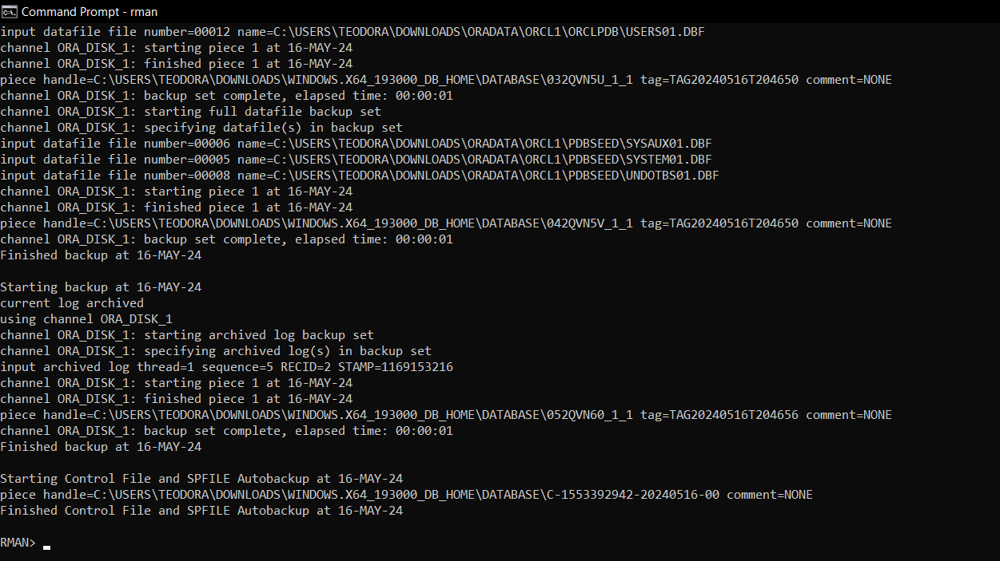 Command Prompt - rman
input datafile file number=00012 name=C:\USERS\TEODORA\DOWNLOADS\ORADATA\ORCL1\ORCLPDB\USERS01.DBF
channel ORA_DISK_1: starting piece 1 at 16-MAY-24
channel ORA_DISK_1: finished piece 1 at 16-MAY-24
piece handle=C:\USERS\TEODORA\DOWNLOADS\WINDOWS.X64_193000_DB_HOME\DATABASE\032QVN5U_1_1 tag=TAG20240516T204650 comment=NONE
channel ORA_DISK_1: backup set complete, elapsed time: 00:00:01
channel ORA_DISK_1: starting full datafile backup set
channel ORA_DISK_1: specifying datafile(s) in backup set
input datafile file number=00006 name=C:\USERS\TEODORA\DOWNLOADS\ORADATA\ORCL1\PDBSEED\SYSAUX01.DBF
input datafile file number=00005 name=C:\USERS\TEODORA\DOWNLOADS\ORADATA\ORCL1\PDBSEED\SYSTEM01.DBF
input datafile file number=00008 name=C:\USERS\TEODORA\DOWNLOADS\ORADATA\ORCL1\PDBSEED\UNDOTBS01.DBF
channel ORA_DISK_1: starting piece 1 at 16-MAY-24
channel ORA_DISK_1: finished piece 1 at 16-MAY-24
piece handle=C:\USERS\TEODORA\DOWNLOADS\WINDOWS.X64_193000_DB_HOME\DATABASE\042QVN5V_1_1 tag=TAG20240516T204650 comment=NONE
channel ORA_DISK_1: backup set complete, elapsed time: 00:00:01
Finished backup at 16-MAY-24

Starting backup at 16-MAY-24
current log archived
using channel ORA_DISK_1
channel ORA_DISK_1: starting archived log backup set
channel ORA_DISK_1: specifying archived log(s) in backup set
input archived log thread=1 sequence=5 RECID=2 STAMP=1169153216
channel ORA_DISK_1: starting piece 1 at 16-MAY-24
channel ORA_DISK_1: finished piece 1 at 16-MAY-24
piece handle=C:\USERS\TEODORA\DOWNLOADS\WINDOWS.X64_193000_DB_HOME\DATABASE\052QVN60_1_1 tag=TAG20240516T204656 comment=NONE
channel ORA_DISK_1: backup set complete, elapsed time: 00:00:01
Finished backup at 16-MAY-24

Starting Control File and SPFILE Autobackup at 16-MAY-24
piece handle=C:\USERS\TEODORA\DOWNLOADS\WINDOWS.X64_193000_DB_HOME\DATABASE\C-1553392942-20240516-00 comment=NONE
Finished Control File and SPFILE Autobackup at 16-MAY-24

RMAN>